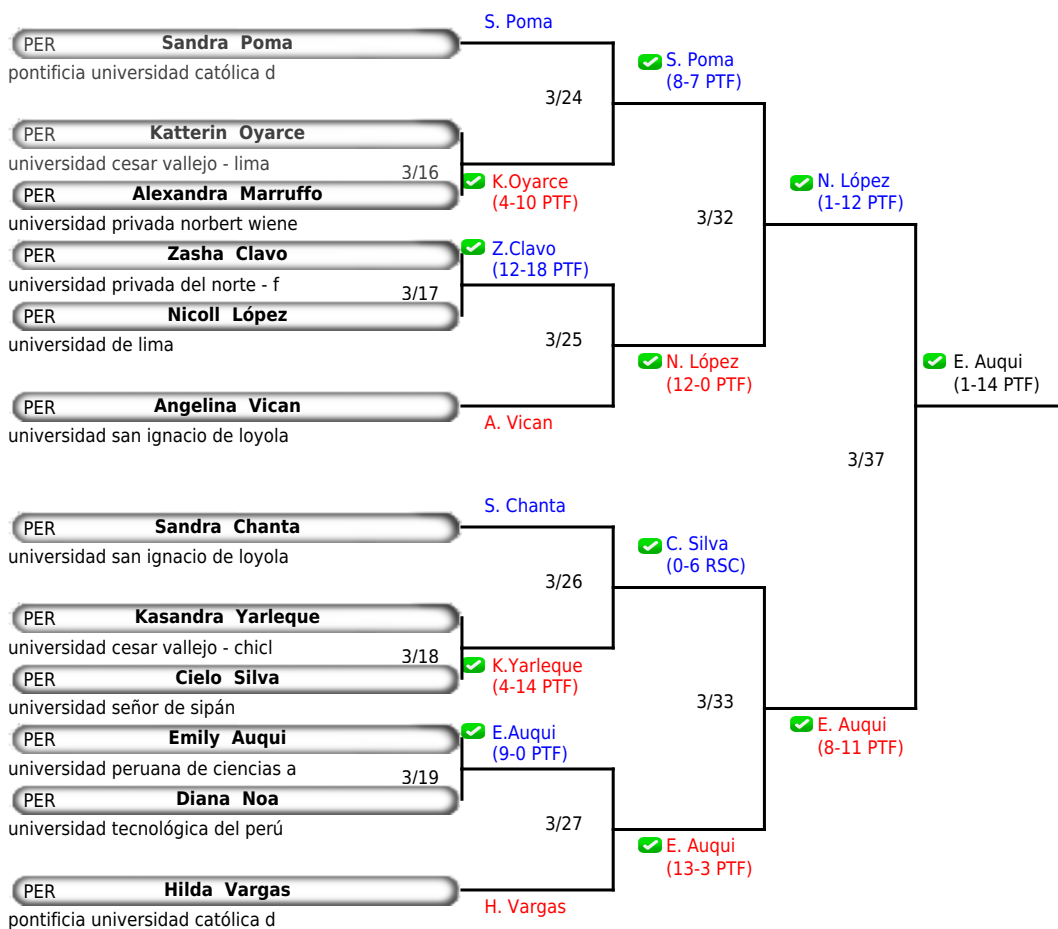 S. Poma
PER Sandra Poma
pontificia universidad católica d
S. Poma
(8-7 PTF)
3/24
PER Katterin Oyarce
universidad cesar vallejo - lima
3/16
K.Oyarce
(4-10 PTF)
PER Alexandra Marruffo
universidad privada norbert wiene
N. López
(1-12 PTF)
3/32
PER Zasha Clavo
universidad privada del norte - f
Z.Clavo
(12-18 PTF)
3/17
PER Nicoll López
universidad de lima
3/25
N. López
(12-0 PTF)
E. Auqui
(1-14 PTF)
PER Angelina Vican
universidad san ignacio de loyola
A. Vican
3/37
S. Chanta
PER Sandra Chanta
universidad san ignacio de loyola
C. Silva
(0-6 RSC)
3/26
PER Kasandra Yarleque
universidad cesar vallejo - chicl
3/18
K.Yarleque
(4-14 PTF)
PER Cielo Silva
universidad señor de sipán
3/33
E. Auqui
(8-11 PTF)
PER Emily Auqui
universidad peruana de ciencias a
E.Auqui
(9-0 PTF)
3/19
PER Diana Noa
universidad tecnológica del perú
3/27
E. Auqui
(13-3 PTF)
PER Hilda Vargas
pontificia universidad católica d
H. Vargas